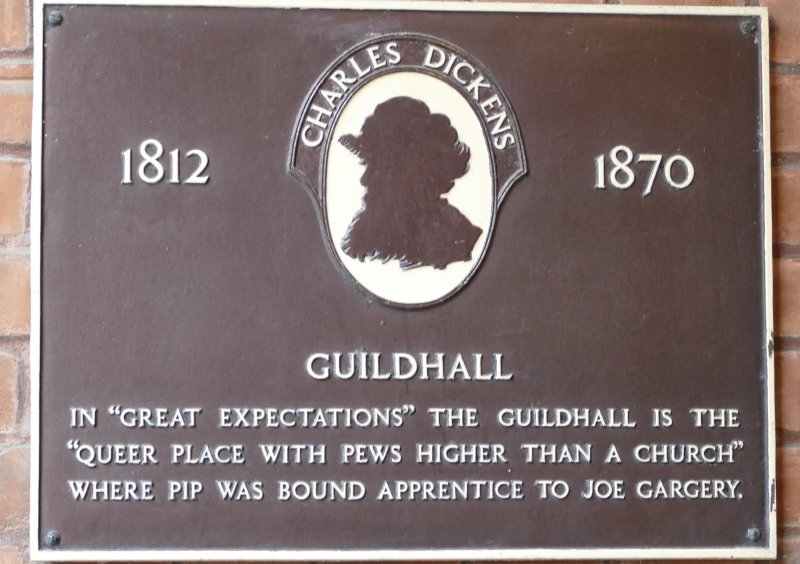 CHARLES DICKENS
1812 1870
GUILDHALL
IN "GREAT EXPECTATIONS" THE GUILDHALL IS THE
"QUEER PLACE WITH PEWS HIGHER THAN A CHURCH"
WHERE PIP WAS BOUND APPRENTICE TO JOE GARGERY.